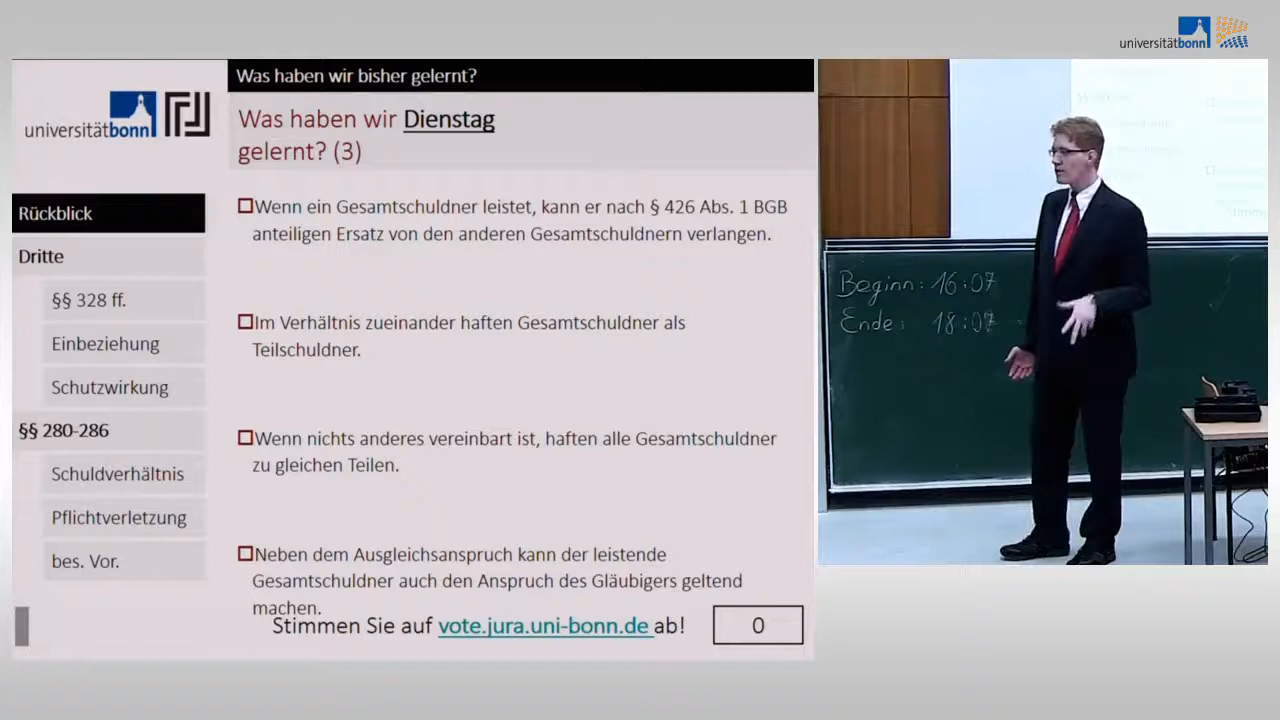 universitätbonn
Was haben wir bisher gelernt?
universitätbonn
Was haben wir Dienstag
gelernt? (3)
Rückblick
Dritte
§§ 328 ff.
Einbeziehung
Schutzwirkung
§§ 280-286
Schuldverhältnis
Pflichtverletzung
bes. Vor.
Wenn ein Gesamtschuldner leistet, kann er nach § 426 Abs. 1 BGB
anteiligen Ersatz von den anderen Gesamtschuldnern verlangen.
Im Verhältnis zueinander haften Gesamtschuldner als
Teilschuldner.
Wenn nichts anderes vereinbart ist, haften alle Gesamtschuldner
zu gleichen Teilen.
Neben dem Ausgleichsanspruch kann der leistende
Gesamtschuldner auch den Anspruch des Gläubigers geltend
machen.
Stimmen Sie auf vote.jura.uni-bonn.de ab!
0
Beginn: 16:07
Ende: 18:07